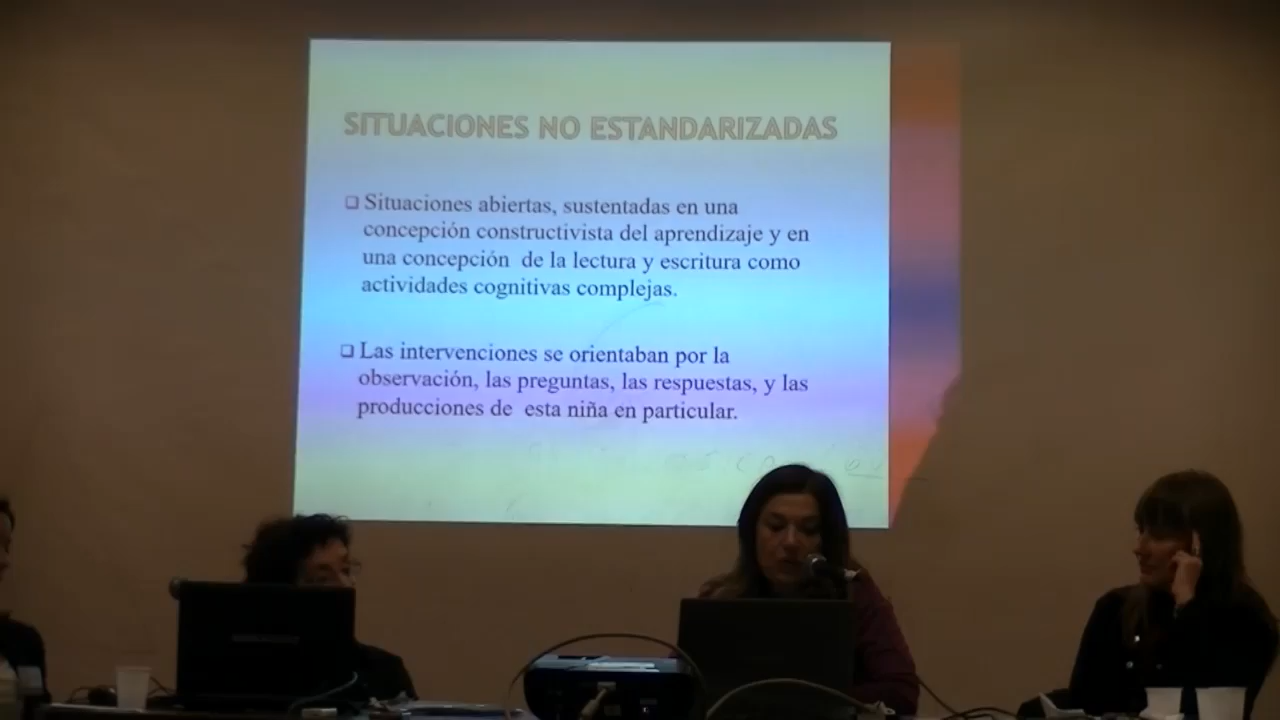 SITUACIONES NO ESTANDARIZADAS
Situaciones abiertas, sustentadas en una
concepción constructivista del aprendizaje y en
una concepción de la lectura y escritura como
actividades cognitivas complejas.
Las intervenciones se orientaban por la
observación, las preguntas, las respuestas, y las
producciones de esta niña en particular.